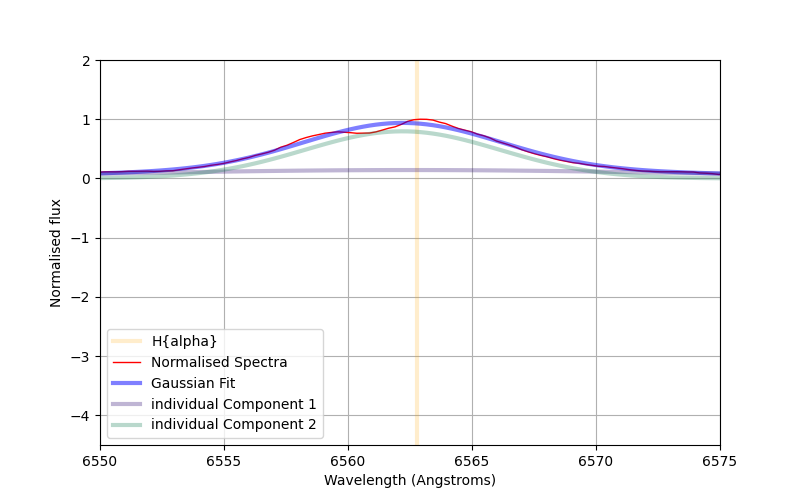 2
1
0
−1
−2
−3
−4
Normalised flux
H{alpha}
Normalised Spectra
Gaussian Fit
individual Component 1
individual Component 2
6550 6555 6560 6565 6570 6575
Wavelength (Angstroms)